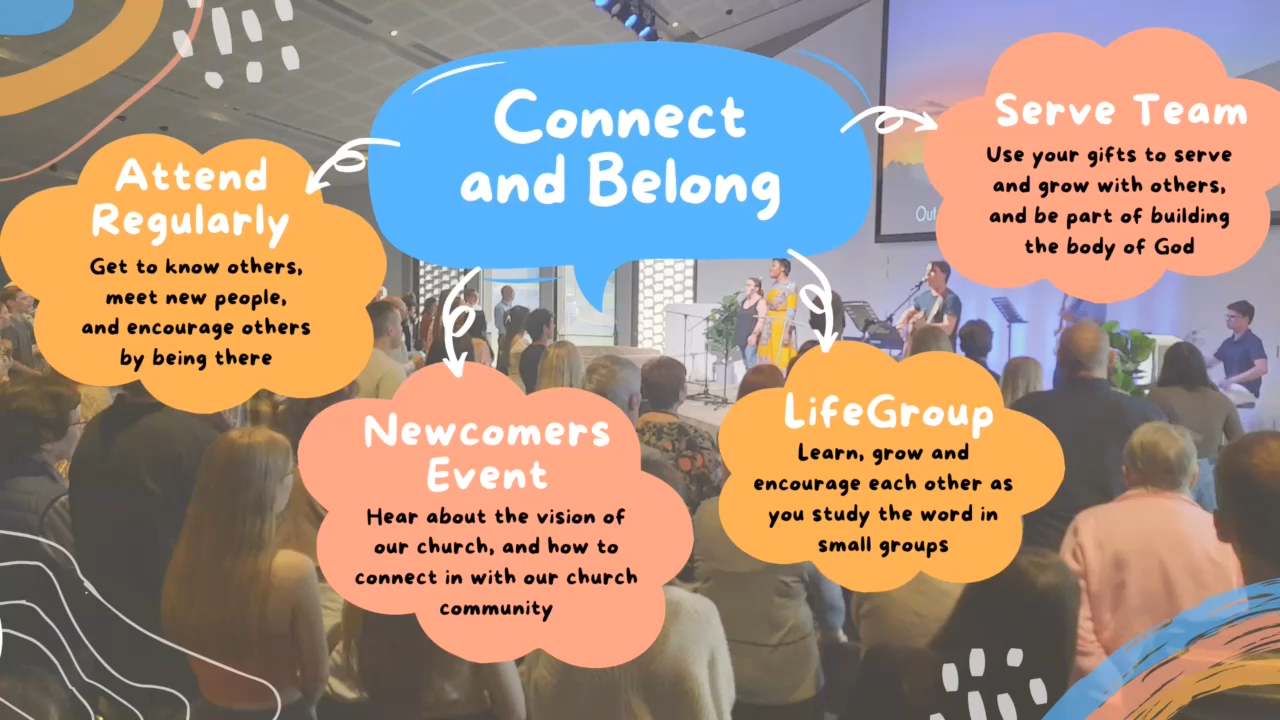 Connect
and Belong
Attend
Regularly
Get to know others,
meet new people,
and encourage others
by being there
Newcomers
Event
Hear about the vision of
our church, and how to
connect in with our church
community
LifeGroup
Learn, grow and
encourage each other as
you study the word in
small groups
Serve Team
Use your gifts to serve
and grow with others,
and be part of building
the body of God